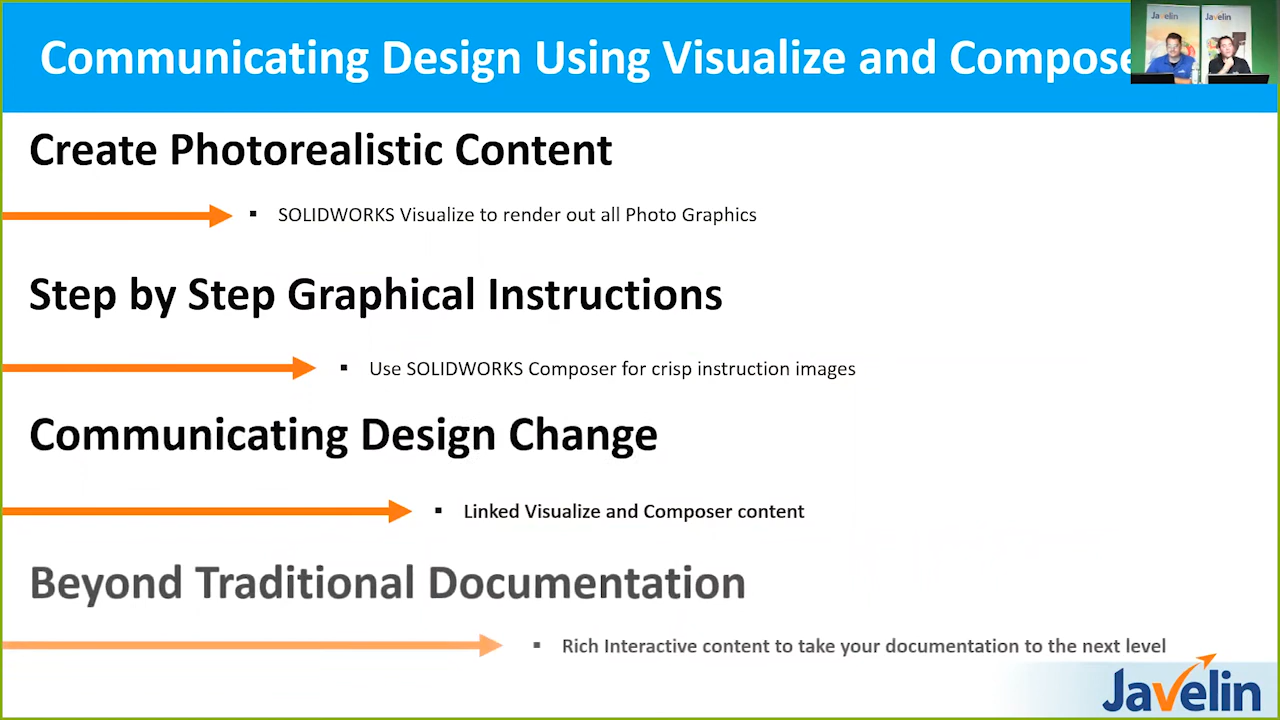 Communicating Design Using Visualize and Compose
Javelin
Javelin
Create Photorealistic Content
▪ SOLIDWORKS Visualize to render out all Photo Graphics
Step by Step Graphical Instructions
▪ Use SOLIDWORKS Composer for crisp instruction images
Communicating Design Change
▪ Linked Visualize and Composer content
Beyond Traditional Documentation
▪ Rich Interactive content to take your documentation to the next level
Javelin